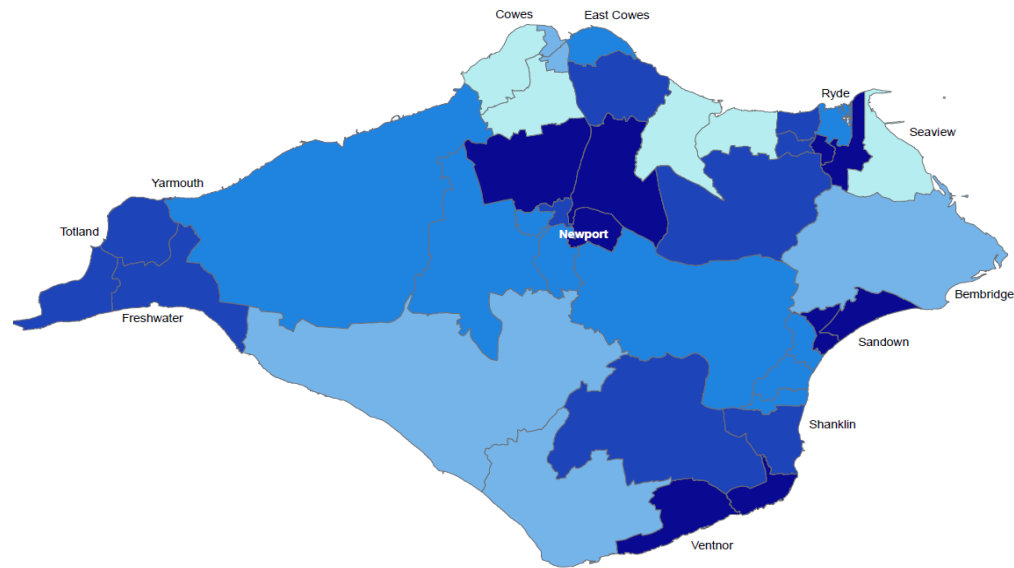 Cowes
East Cowes
Ryde
Seaview
Yarmouth
Totland
Newport
Bembridge
Freshwater
Sandown
Shanklin
Ventnor